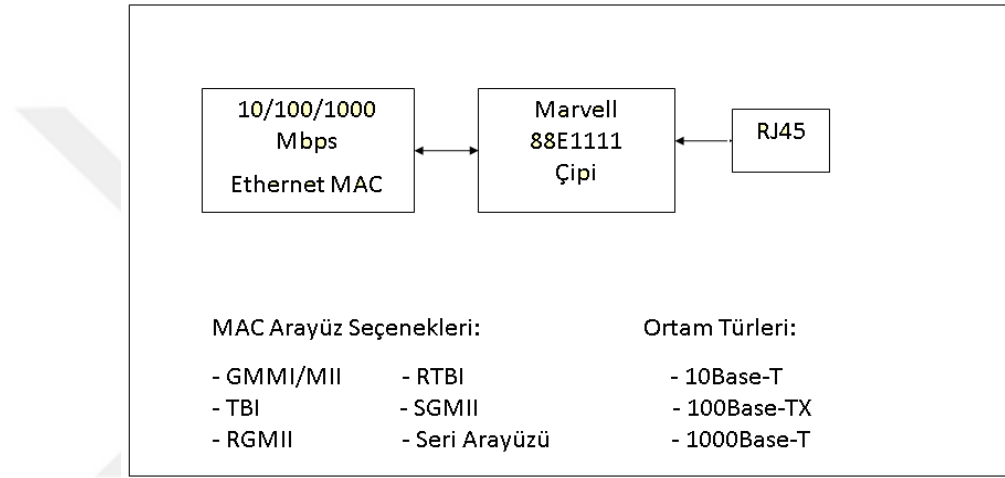 10/100/1000
Mbps
Ethernet MAC
Marvell
88E1111
Çipi
RJ45
MAC Arayüz Seçenekleri:
- GMMI/MII
- TBI
- RGMII
- RTBI
- SGMII
- Seri Arayüzü
Ortam Türleri:
- 10Base-T
- 100Base-TX
- 1000Base-T